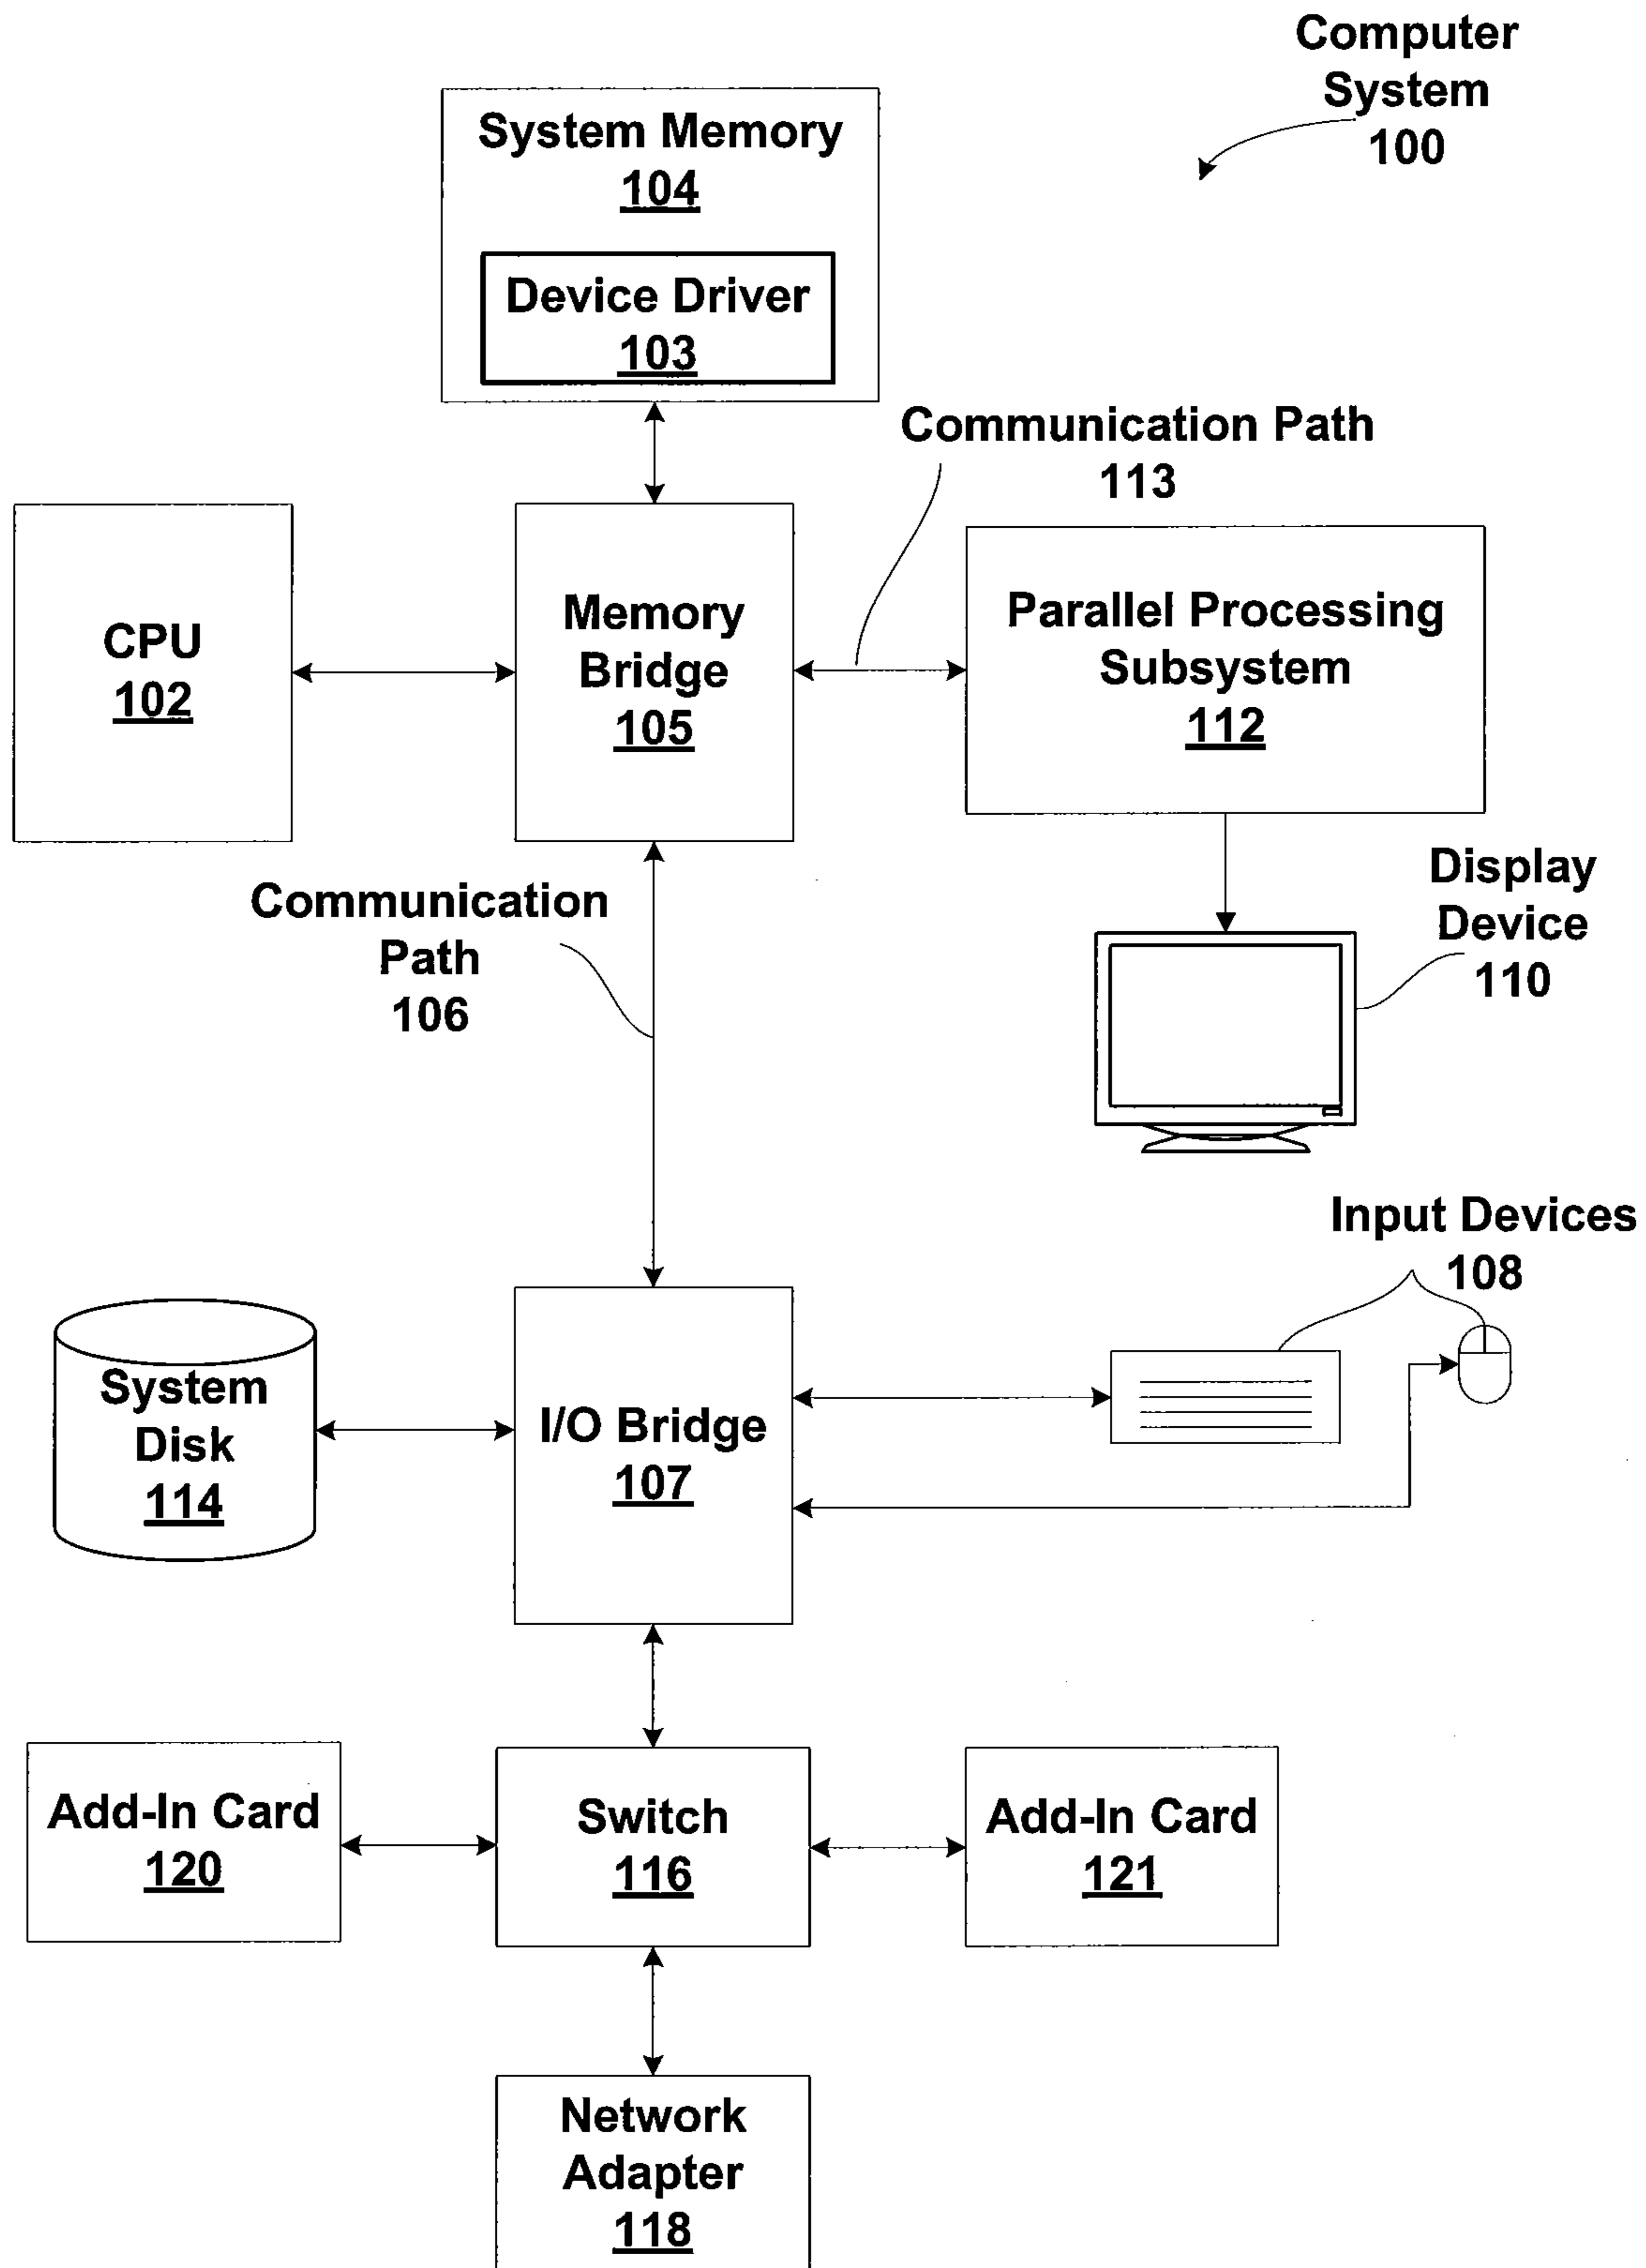 Computer
System
100
System Memory
104
Device Driver
103
Communication Path
113
CPU
102
Memory
Bridge
105
Parallel Processing
Subsystem
112
Communication
Path
106
Display
Device
110
Input Devices
108
System
Disk
114
I/O Bridge
107
Add-In Card
120
Switch
116
Add-In Card
121
Network
Adapter
118